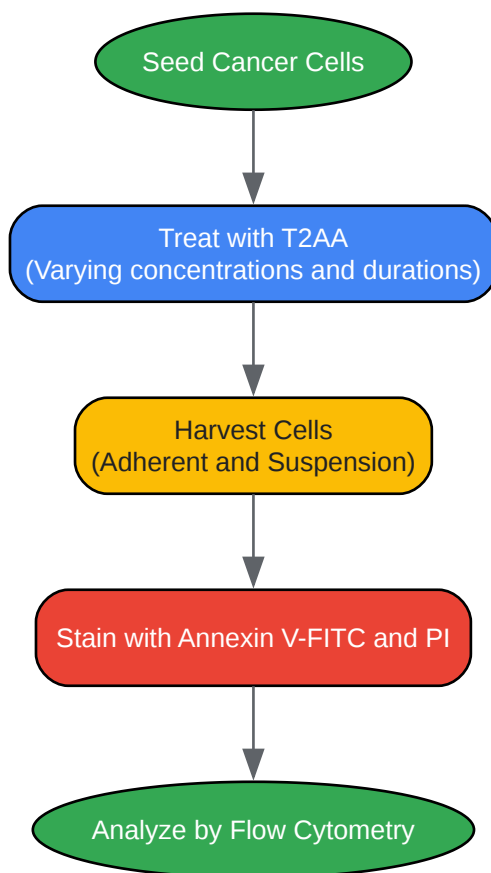 Seed Cancer Cells
Treat with T2AA
(Varying concentrations and durations)
Harvest Cells
(Adherent and Suspension)
Stain with Annexin V-FITC and PI
Analyze by Flow Cytometry